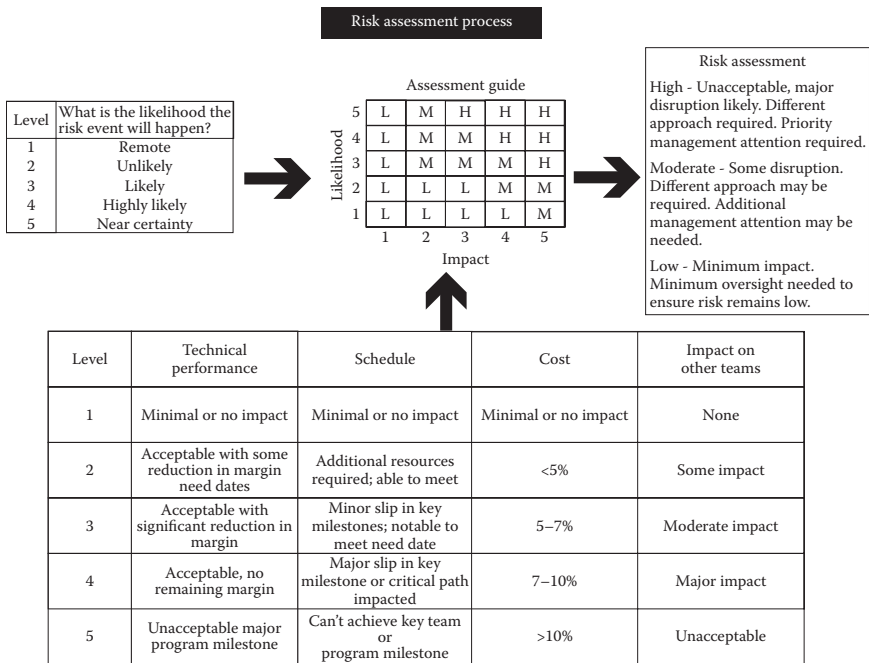 Risk assessment process
Level
What is the likelihood the
risk event will happen?
1 Remote
2 Unlikely
3 Likely
4 Highly likely
5 Near certainty
Assessment guide
Likelihood
5 L M H H H
4 L M M H H
3 L M M M H
2 L L L M M
1 L L L L M
1 2 3 4 5
Impact
Risk assessment
High - Unacceptable, major
disruption likely. Different
approach required. Priority
management attention required.
Moderate - Some disruption.
Different approach may be
required. Additional
management attention may be
needed.
Low - Minimum impact.
Minimum oversight needed to
ensure risk remains low.
Level
Technical
performance
Schedule
Cost
Impact on
other teams
1
Minimal or no impact
Minimal or no impact
Minimal or no impact
None
2
Acceptable with some
reduction in margin
need dates
Additional resources
required; able to meet
<5%
Some impact
3
Acceptable with
significant reduction in
margin
Minor slip in key
milestones; notable to
meet need date
5–7%
Moderate impact
4
Acceptable, no
remaining margin
Major slip in key
milestone or critical path
impacted
7–10%
Major impact
5
Unacceptable major
program milestone
Can't achieve key team
or
program milestone
>10%
Unacceptable